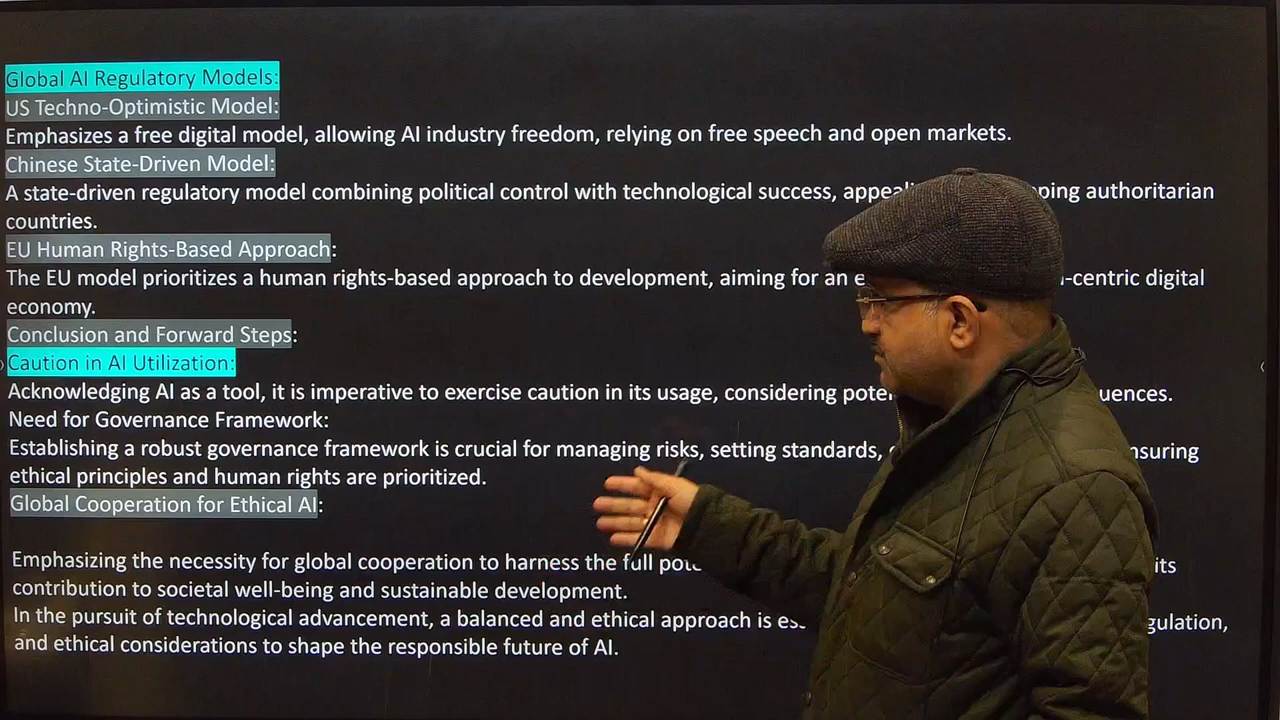 Global AI Regulatory Models:
US Techno-Optimistic Model:
Emphasizes a free digital model, allowing AI industry freedom, relying on free speech and open markets.
Chinese State-Driven Model:
A state-driven regulatory model combining political control with technological success, authoritarian
countries.
EU Human Rights-Based Approach:
The EU model prioritizes a human rights-based approach to development, aiming for an -centric digital
economy.
Conclusion and Forward Steps:
Caution in AI Utilization:
Acknowledging AI as a tool, it is imperative to exercise caution in its usage, considering
Need for Governance Framework:
Establishing a robust governance framework is crucial for managing risks, setting standards,
ethical principles and human rights are prioritized.
Global Cooperation for Ethical AI:
Emphasizing the necessity for global cooperation to harness the full its
contribution to societal well-being and sustainable development.
In the pursuit of technological advancement, a balanced and ethical approach is
and ethical considerations to shape the responsible future of AI.